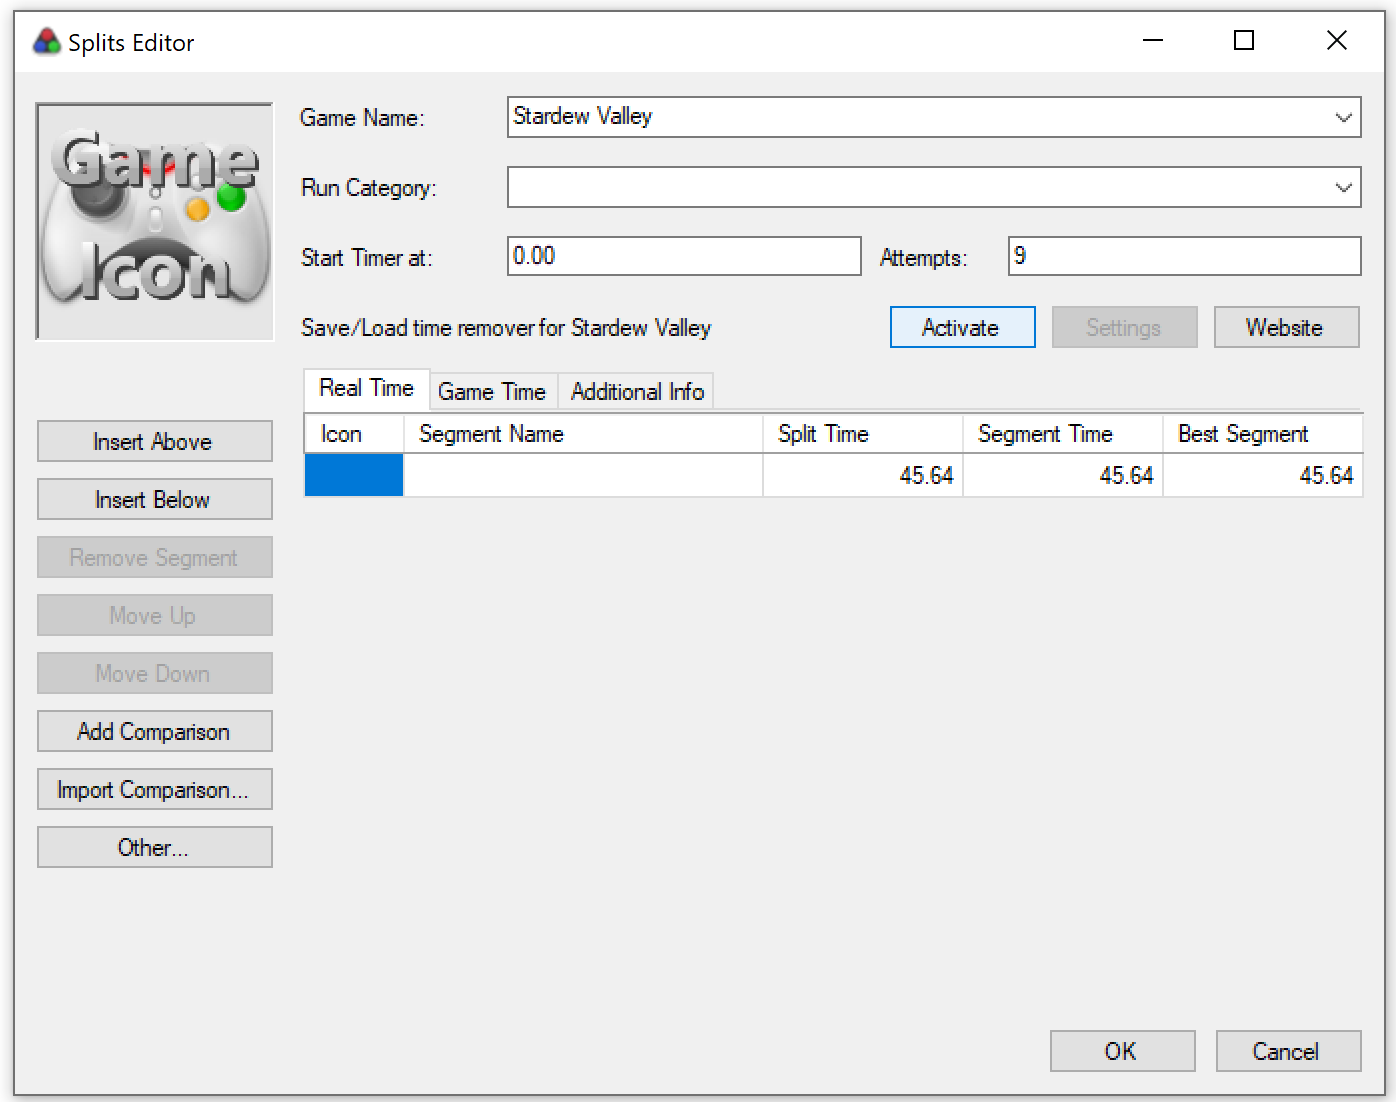 Splits Editor
Game
Icon
Game Name: Stardew Valley
Run Category:
Start Timer at: 0.00 Attempts: 9
Save/Load time remover for Stardew Valley Activate Settings Website
Real Time Game Time Additional Info
Icon Segment Name Split Time Segment Time Best Segment
45.64 45.64 45.64
Insert Above
Insert Below
Remove Segment
Move Up
Move Down
Add Comparison
Import Comparison...
Other...
OK Cancel